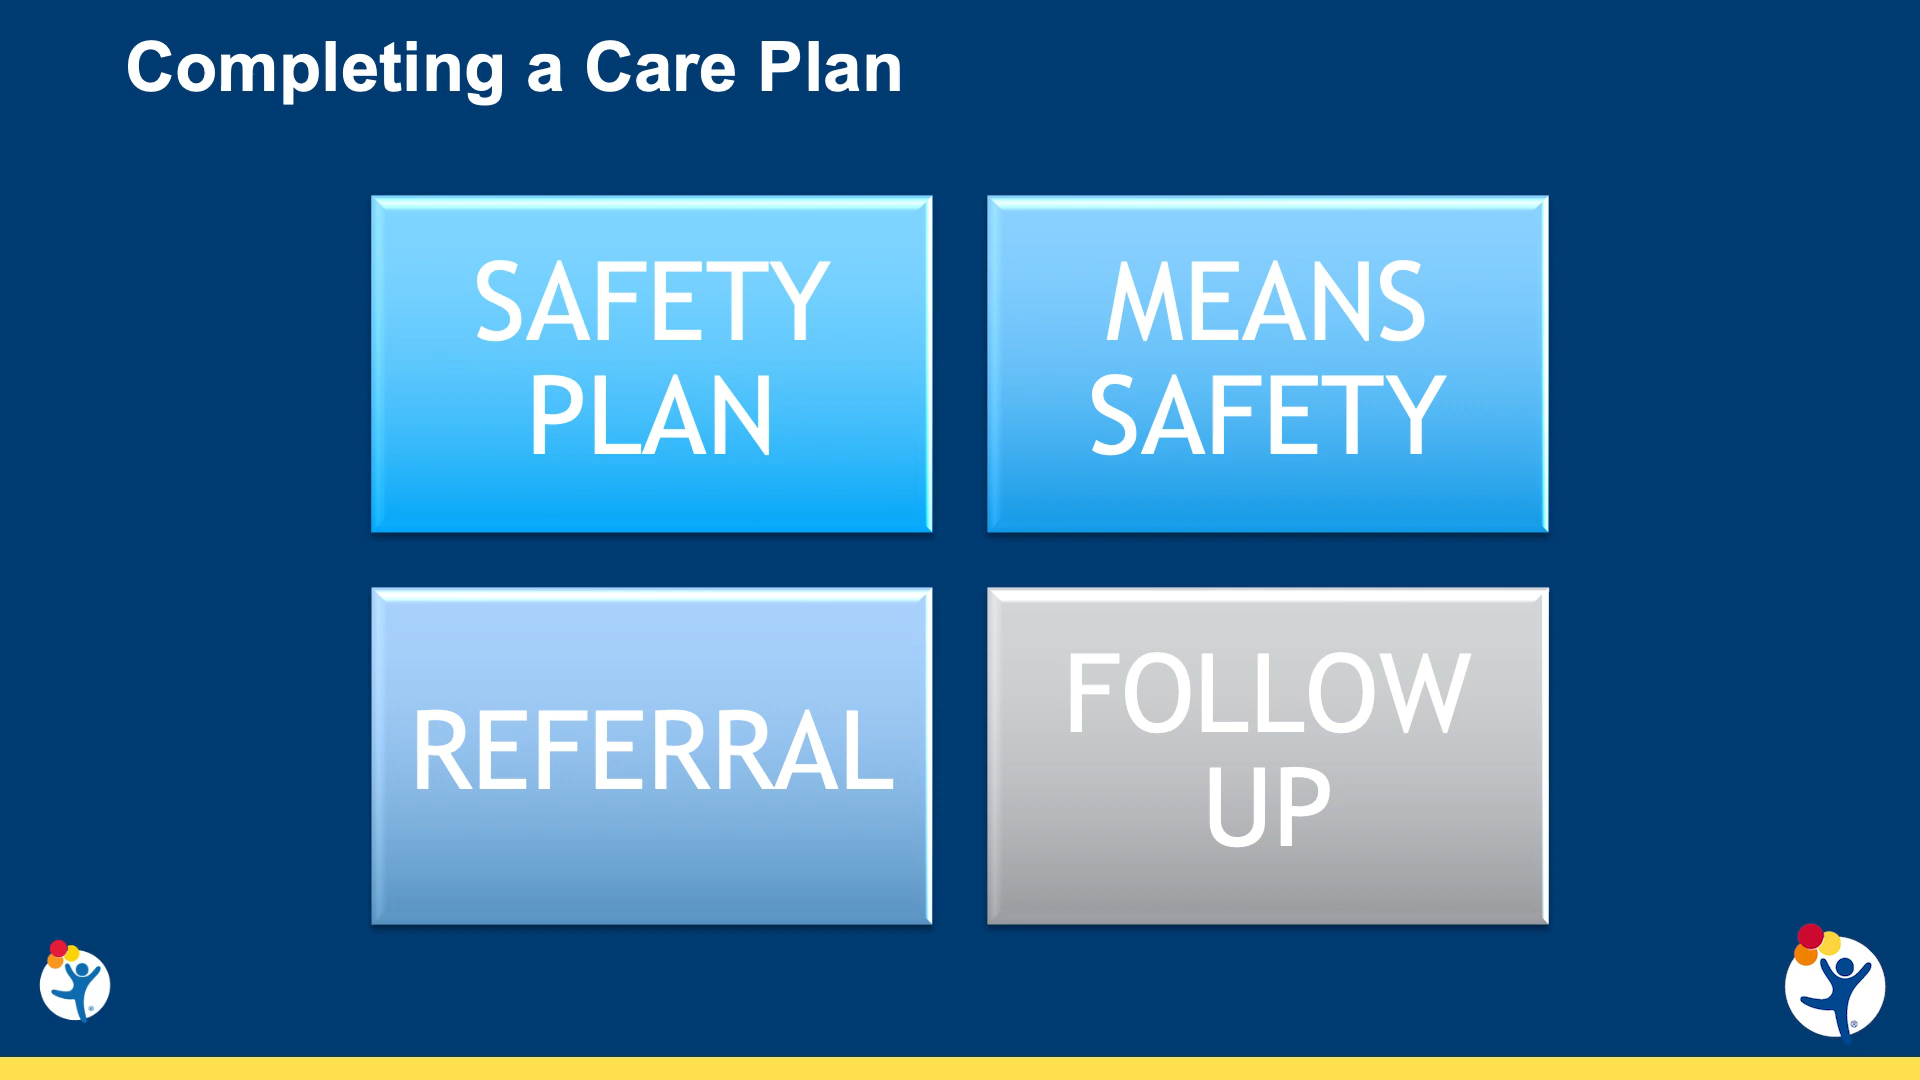 Completing a Care Plan
SAFETY
PLAN
MEANS
SAFETY
REFERRAL
FOLLOW
UP